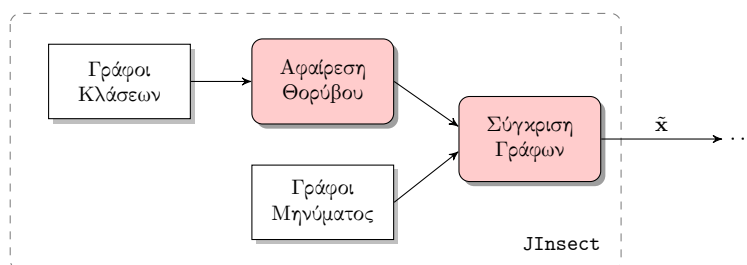 Γράφοι
Κλάσεων
Αφαίρεση
Θορύβου
Σύγκριση
Γράφων
x̃
Γράφοι
Μηνύματος
JInsect